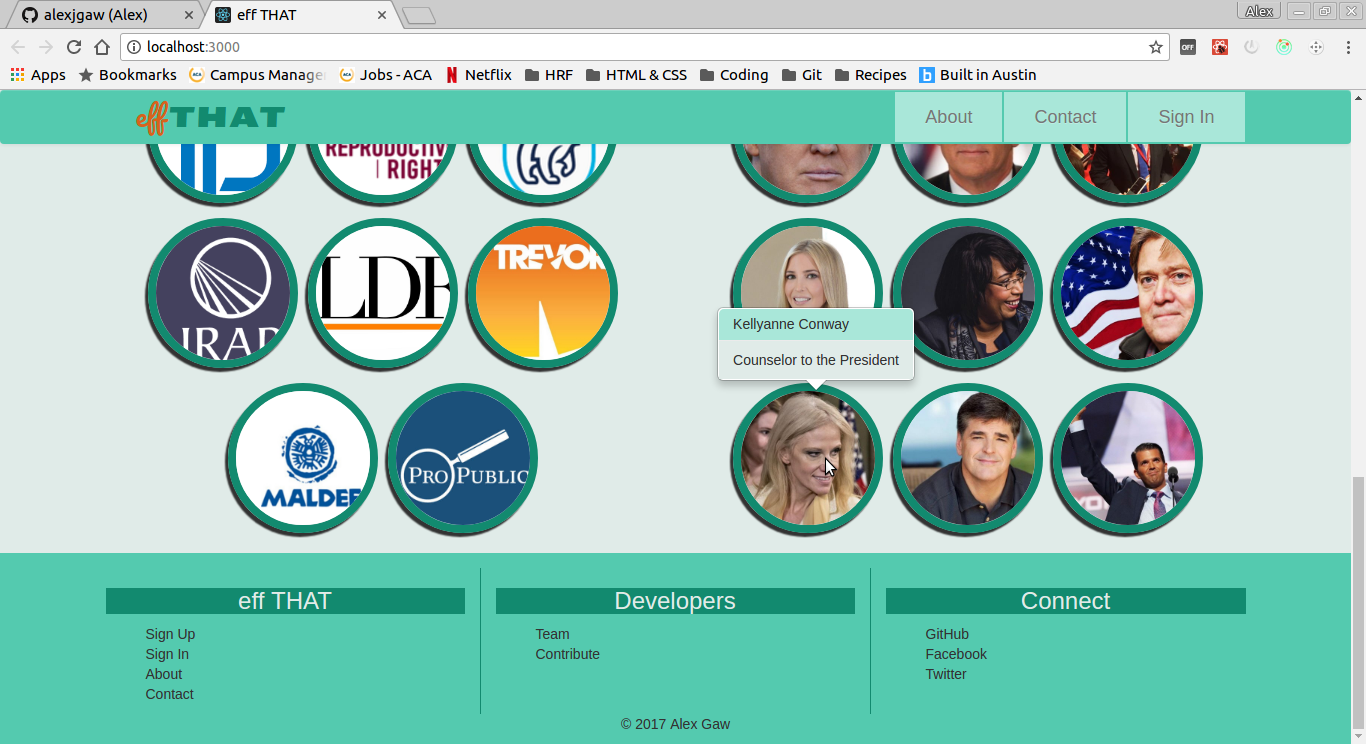 alexjgaw (Alex)
eff THAT
Alex
localhost:3000
OFF
Apps
Bookmarks
Campus Manage
Jobs - ACA
Netflix
HRF
HTML & CSS
Coding
Git
Recipes
b Built in Austin
eff THAT
About
Contact
Sign In
REPRODUCTIV
RIGHT
IRAP
LDF
TREVOR
Kellyanne Conway
Counselor to the President
MALDEF
PROPUBLIC
eff THAT
Sign Up
Sign In
About
Contact
Developers
Team
Contribute
Connect
GitHub
Facebook
Twitter
© 2017 Alex Gaw